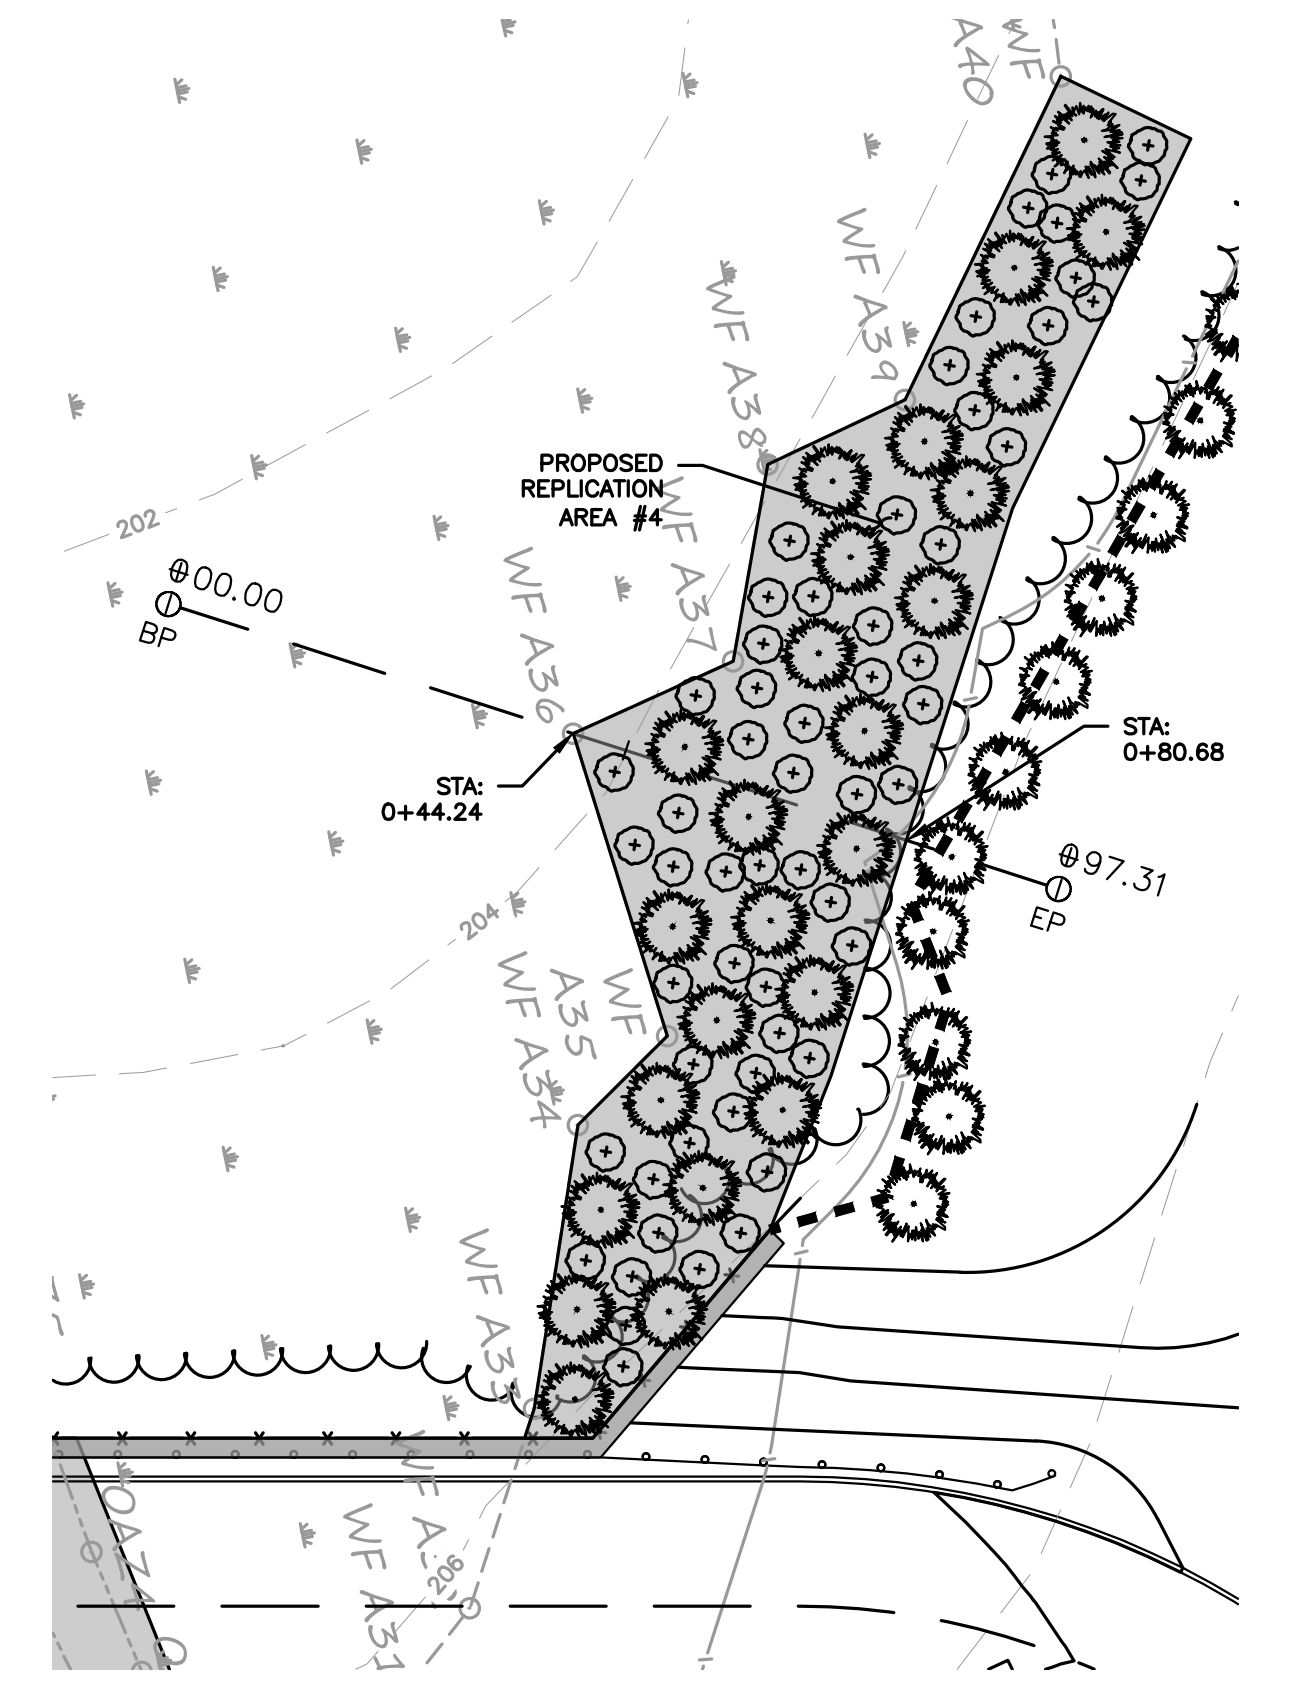 WF
A40
WF A39
WF A38
PROPOSED
REPLICATION
AREA #4
WF A37
202
00.00
BP
WF A36
STA:
0+80.68
STA:
0+44.24
97.31
EP
204
WF
A35
WF A34
WF A33
WF
206
WF A31